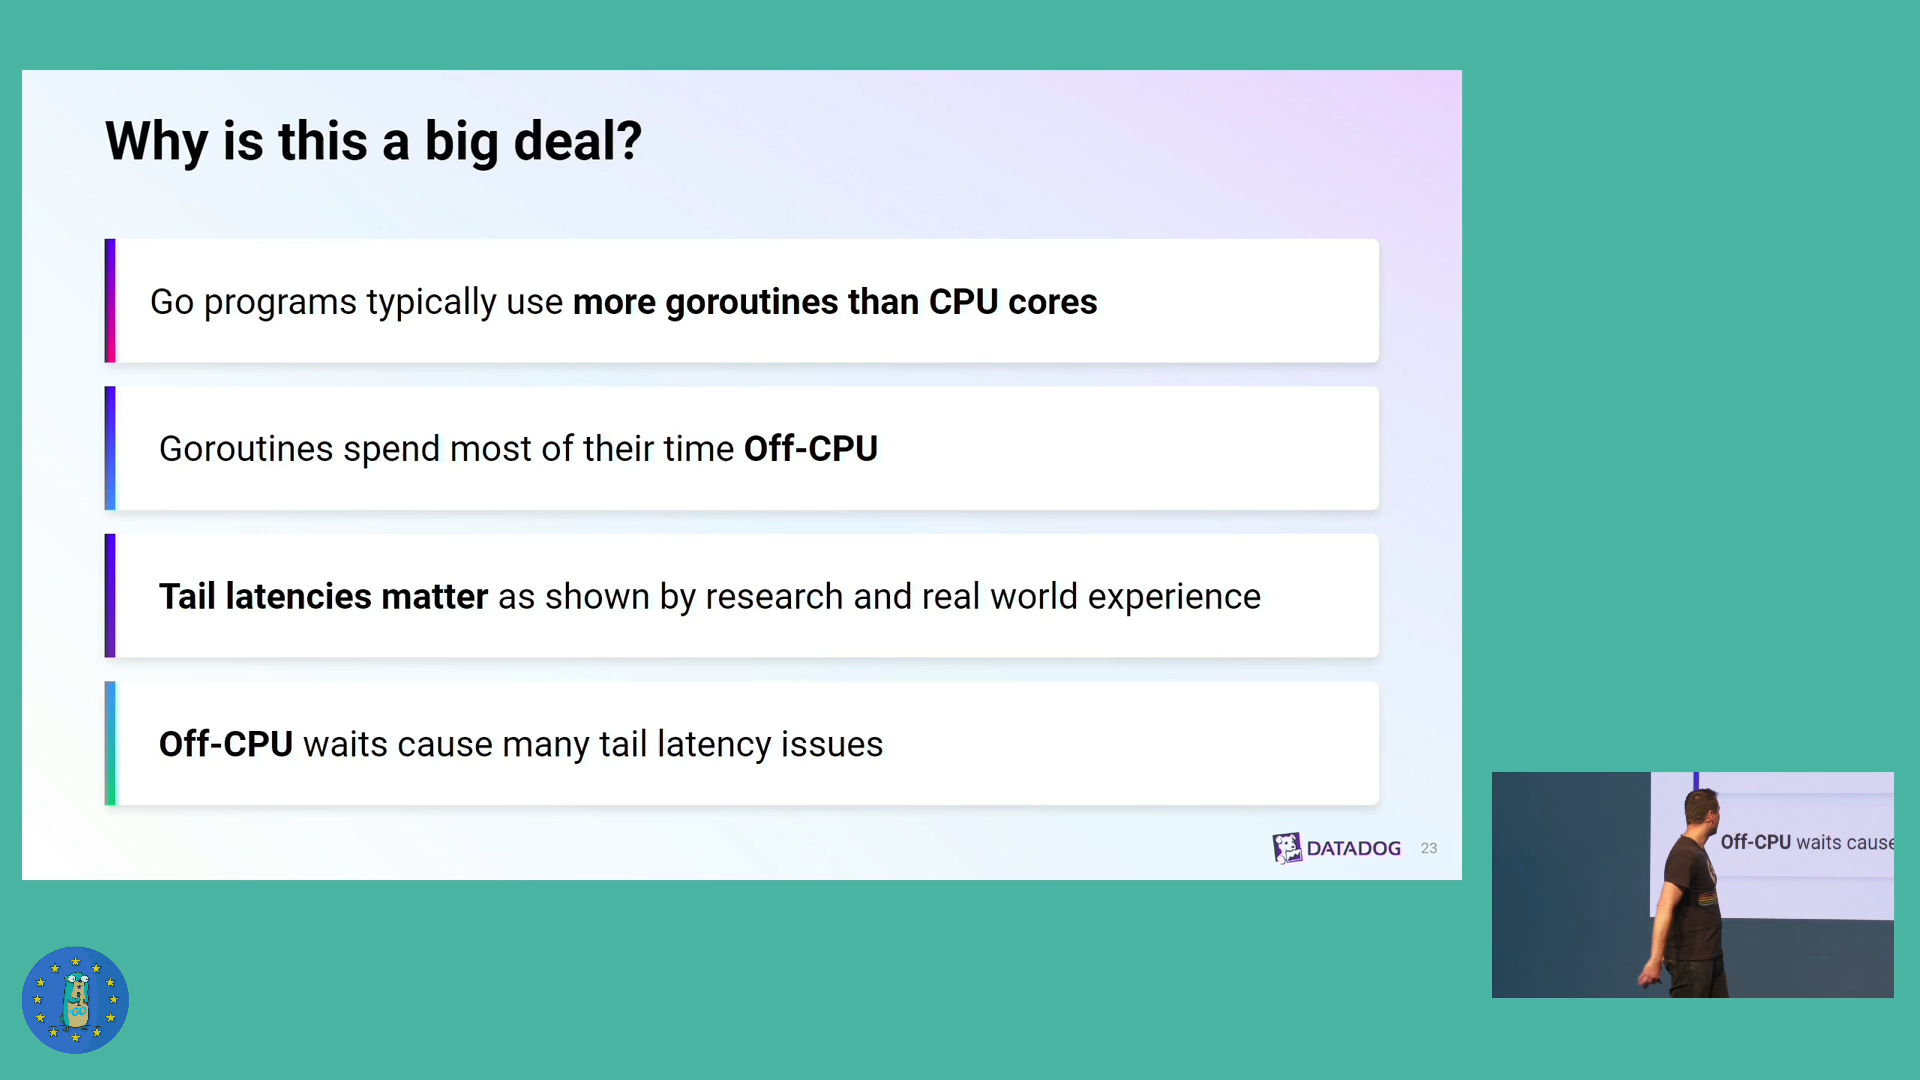 Why is this a big deal?
Go programs typically use more goroutines than CPU cores
Goroutines spend most of their time Off-CPU
Tail latencies matter as shown by research and real world experience
Off-CPU waits cause many tail latency issues
DATADOG 23
Off-CPU waits cause
GO